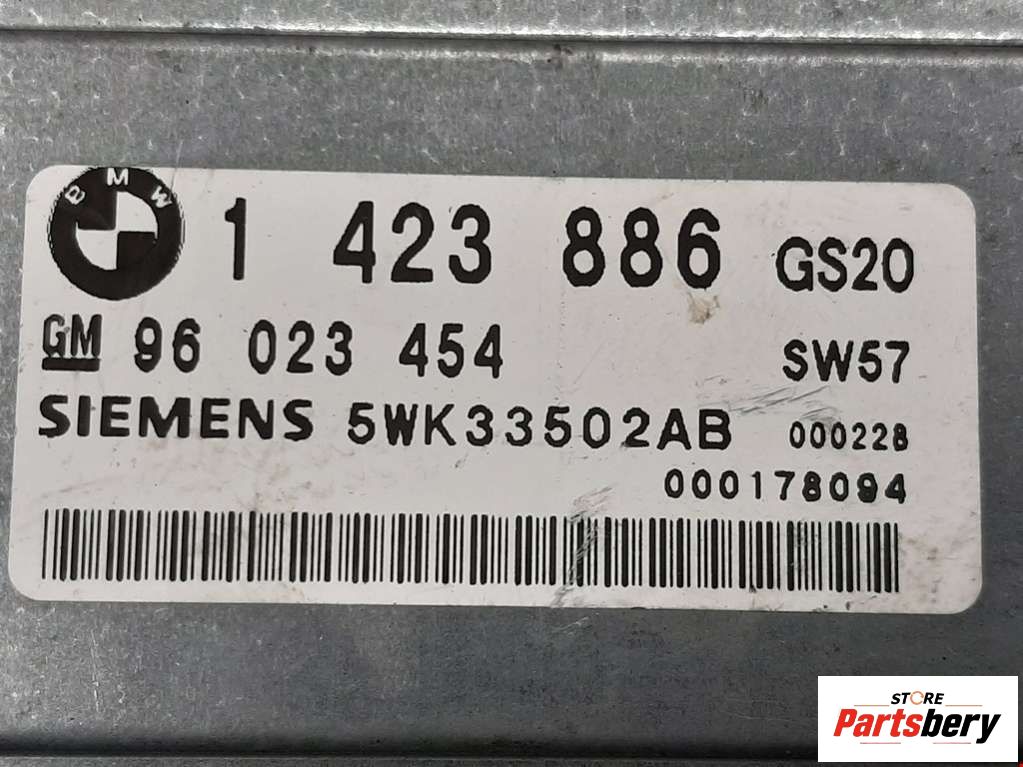 BMW 1 423 886 GS20
GM 96 023 454 SW57
SIEMENS 5WK33502AB 000228
000178094
STORE
Partsbery